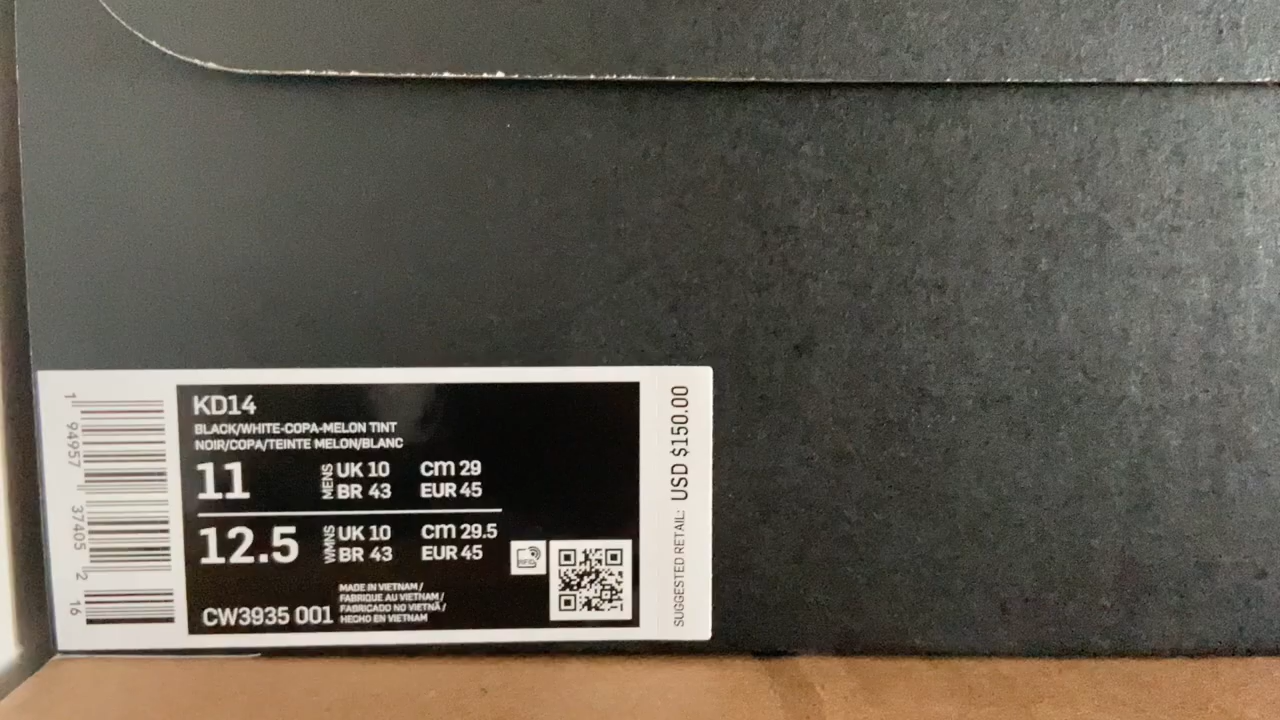 KD14
BLACK/WHITE-COPA-MELON TINT
NOIR/COPA/TEINTE MELON/BLANC
11 MENS UK 10 cm 29
BR 43 EUR 45
12.5 WMNS UK 10 cm 29.5
BR 43 EUR 45
CW3935 001
MADE IN VIETNAM /
FABRIQUE AU VIETNAM /
FABRICADO NO VIETNÃ /
HECHO EN VIETNAM
RFID
1 94957 37405 2 16
SUGGESTED RETAIL: USD $150.00